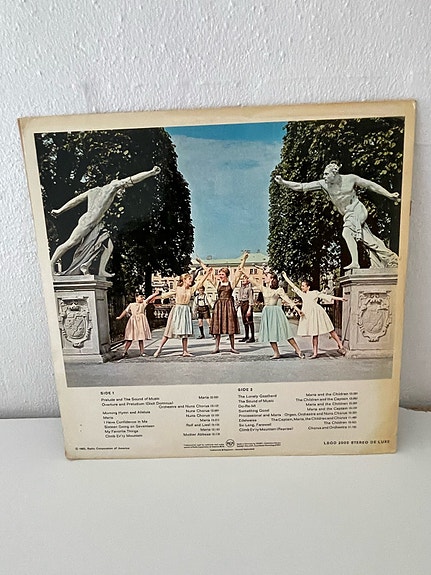 SIDE 1
Prelude and The Sound of Music Maria
Overture and Preludium (Dixit Dominus)
Orchestra and Nuns Chorus
Morning Hymn and Alleluia Nuns Chorus
Maria Nuns Chorus
I Have Confidence in Me Maria
Sixteen Going on Seventeen Rolf and Liesl
My Favorite Things Maria
Climb Ev'ry Mountain Mother Abbess
SIDE 2
The Lonely Goatherd Maria and the Children
The Sound of Music The Children and the Captain
Do-Re-Mi Maria and the Children
Something Good Maria and the Captain
Processional and Maria Organ, Orchestra and Nuns Chorus
Edelweiss The Captain, Maria, the Children and Chorus
So Long, Farewell The Children
Climb Ev'ry Mountain (Reprise) Chorus and Orchestra
© 1965, Radio Corporation of America
RCA
LSOD 2005 STEREO DE LUXE